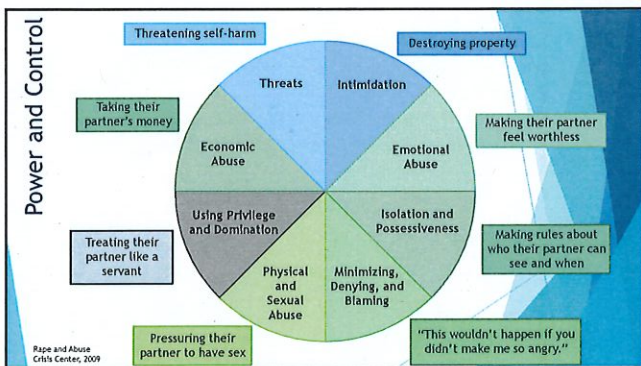 Power and Control
Threatening self-harm
Destroying property
Threats
Intimidation
Taking their
partner's money
Economic
Abuse
Emotional
Abuse
Making their partner
feel worthless
Using Privilege
and Domination
Isolation and
Possessiveness
Treating their
partner like a
servant
Making rules about
who their partner can
see and when
Physical
and
Sexual
Abuse
Minimizing,
Denying, and
Blaming
Pressuring their
partner to have sex
"This wouldn't happen if you
didn't make me so angry."
Rape and Abuse
Crisis Center, 2009